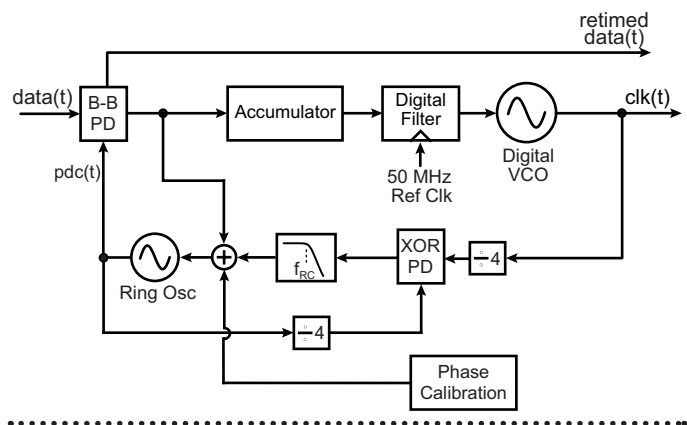 retimed
data(t)
data(t)
B-B
PD
Accumulator
Digital
Filter
clk(t)
Digital
VCO
pdc(t)
50 MHz
Ref Clk
XOR
PD
÷4
fRC
+
Ring Osc
÷4
Phase
Calibration